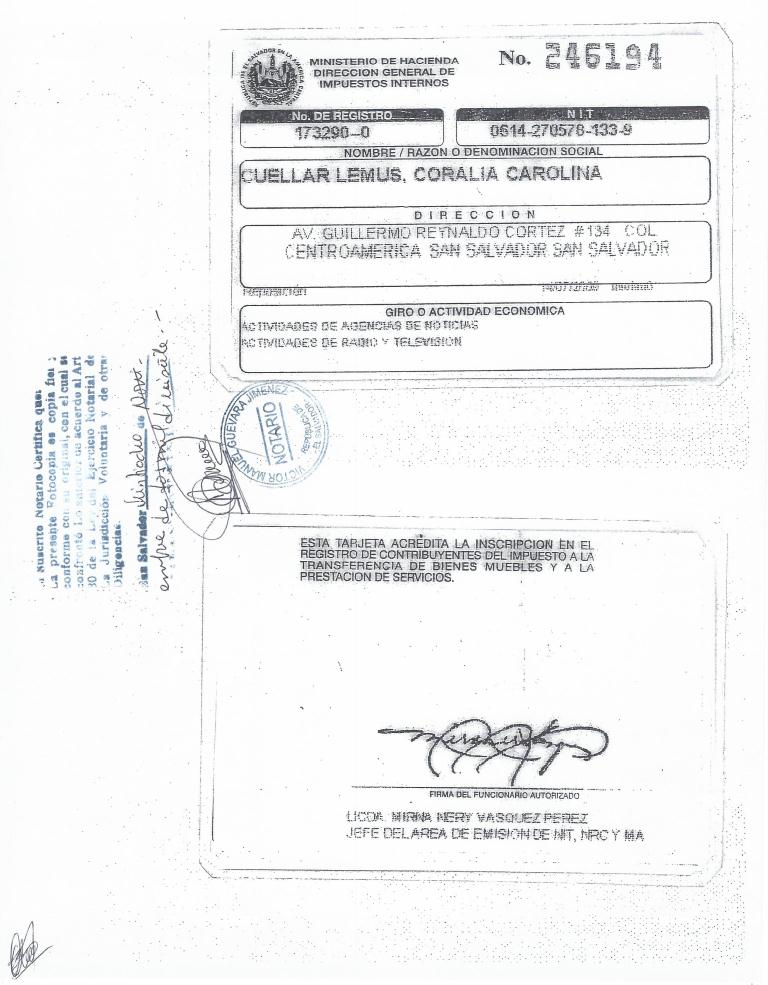 MINISTERIO DE HACIENDA
DIRECCION GENERAL DE
IMPUESTOS INTERNOS
No. 246194
No. DE REGISTRO
173290-0
NIT
0614-270578-133-9
NOMBRE / RAZON O DENOMINACION SOCIAL
CUELLAR LEMUS, CORALIA CAROLINA
DIRECCION
AV. GUILLERMO REYNALDO CORTEZ #134 COL
CENTROAMERICA SAN SALVADOR SAN SALVADOR
Reposición
GIRO O ACTIVIDAD ECONOMICA
ACTIVIDADES DE AGENCIAS DE NOTICIAS
ACTIVIDADES DE RADIO Y TELEVISION
VICTOR MANUEL GUEVARA JIMENEZ
NOTARIO
REPUBLICA DE
EL SALVADOR
Suscrito Notario Certifica que:
La presente Fotocopia es copia fiel
conforme con su original, con el cual se
confrontó Lo anterior de acuerdo al Art
30 de la Ley del Ejercicio Notarial de
la Jurisdicción Voluntaria y de otras
Diligencias.
San Salvador veintiocho de Novi-
embre de dos mil diecisiete.-
ESTA TARJETA ACREDITA LA INSCRIPCION EN EL
REGISTRO DE CONTRIBUYENTES DEL IMPUESTO A LA
TRANSFERENCIA DE BIENES MUEBLES Y A LA
PRESTACION DE SERVICIOS.
FIRMA DEL FUNCIONARIO AUTORIZADO
LICDA. MIRNA NERY VASQUEZ PEREZ
JEFE DEL AREA DE EMISION DE NIT, NRC Y MA